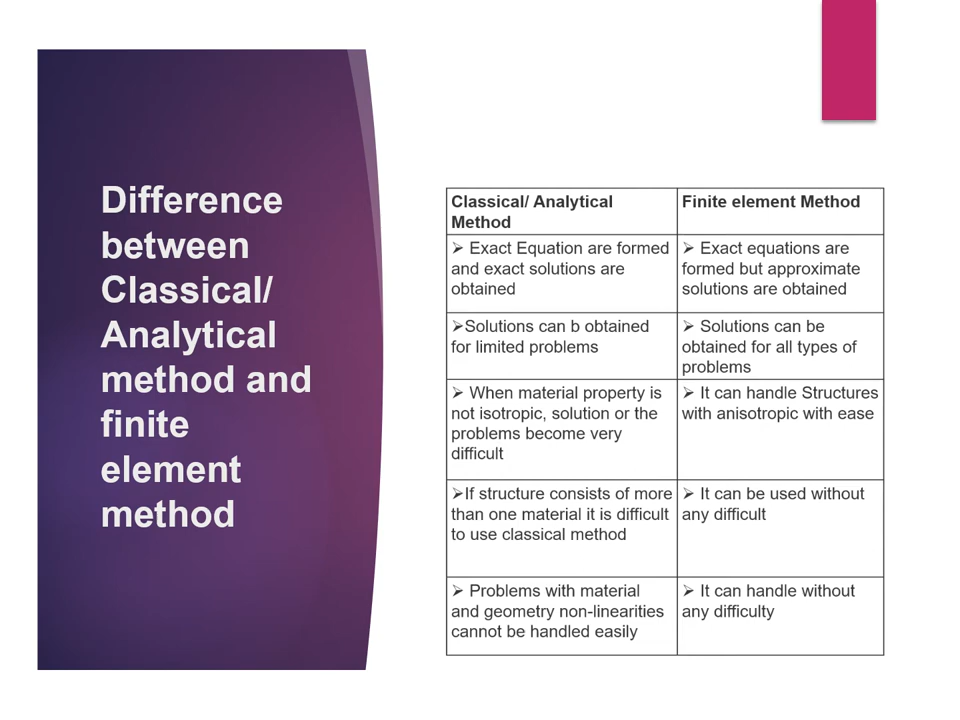 Difference
between
Classical/
Analytical
method and
finite
element
method
Classical/ Analytical
Method
Finite element Method
➢ Exact Equation are formed
and exact solutions are
obtained
➢ Exact equations are
formed but approximate
solutions are obtained
➢Solutions can b obtained
for limited problems
➢ Solutions can be
obtained for all types of
problems
➢ When material property is
not isotropic, solution or the
problems become very
difficult
➢ It can handle Structures
with anisotropic with ease
➢If structure consists of more
than one material it is difficult
to use classical method
➢ It can be used without
any difficult
➢ Problems with material
and geometry non-linearities
cannot be handled easily
➢ It can handle without
any difficulty